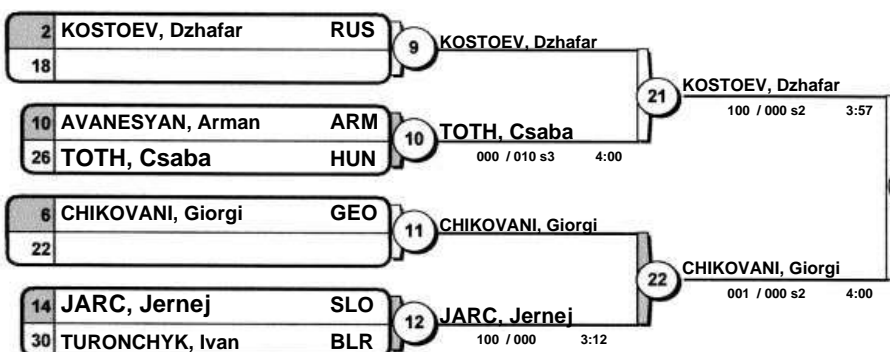 2 KOSTOEV, Dzhafar RUS
18
9 KOSTOEV, Dzhafar
21 KOSTOEV, Dzhafar
100 / 000 s2 3:57
10 AVANESYAN, Arman ARM
26 TOTH, Csaba HUN
10 TOTH, Csaba
000 / 010 s3 4:00
6 CHIKOVANI, Giorgi GEO
22
11 CHIKOVANI, Giorgi
22 CHIKOVANI, Giorgi
001 / 000 s2 4:00
14 JARC, Jernej SLO
30 TURONCHYK, Ivan BLR
12 JARC, Jernej
100 / 000 3:12